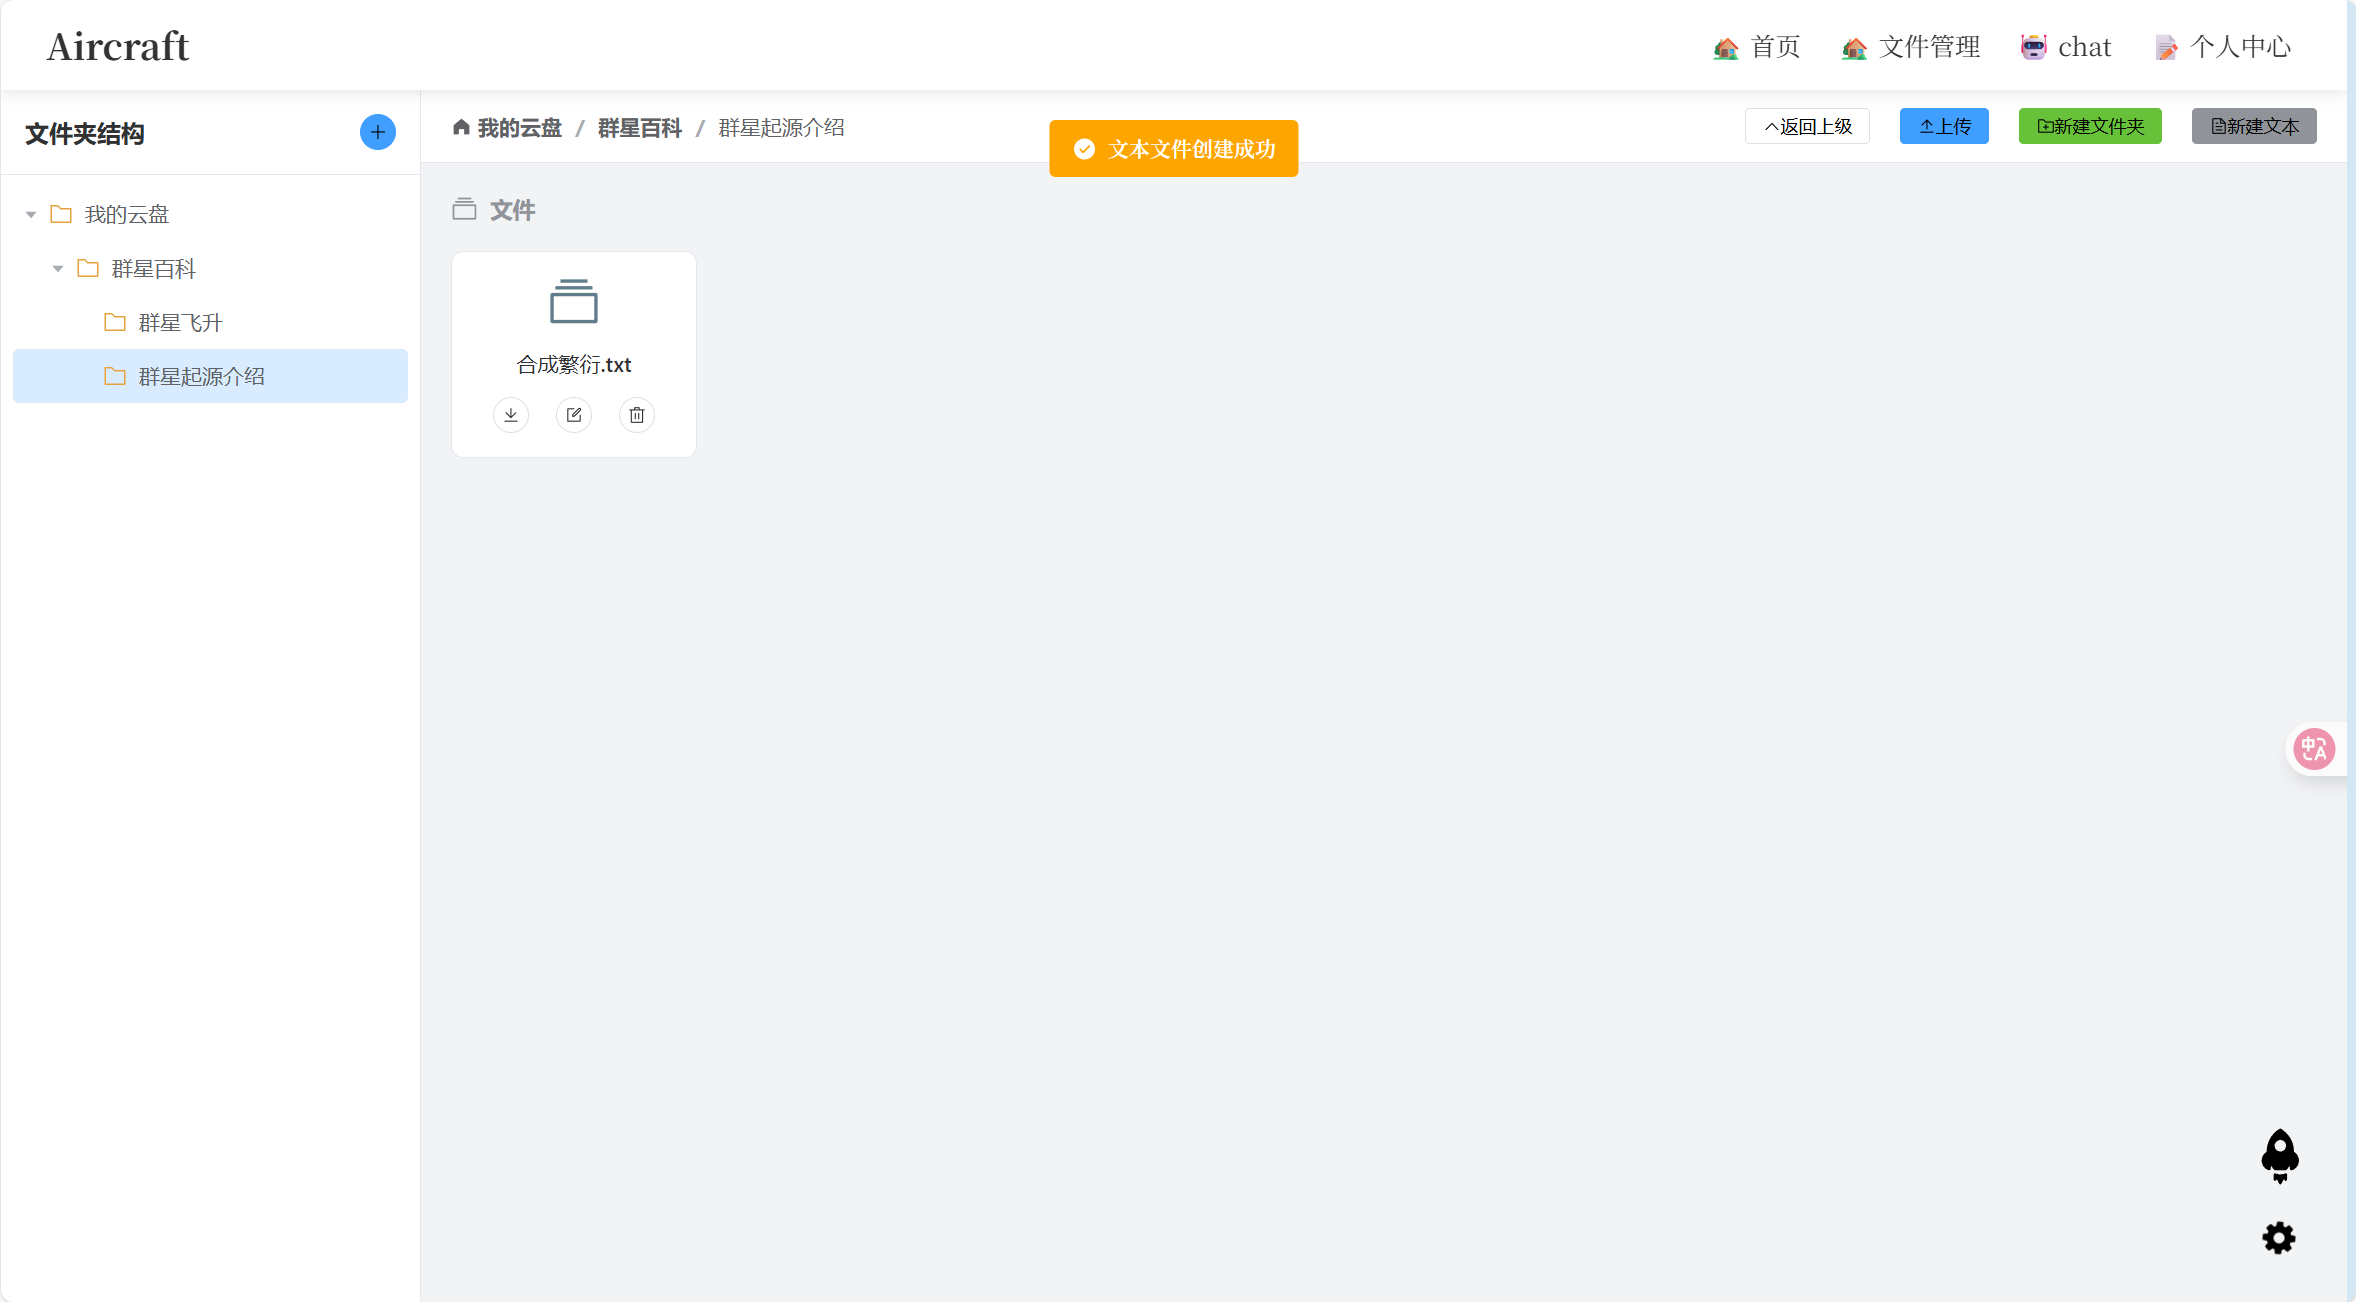 Aircraft
首页
文件管理
chat
个人中心
文件夹结构
我的云盘
群星百科
群星飞升
群星起源介绍
我的云盘 / 群星百科 / 群星起源介绍
文本文件创建成功
返回上级
上传
新建文件夹
新建文本
文件
合成繁衍.txt
中A